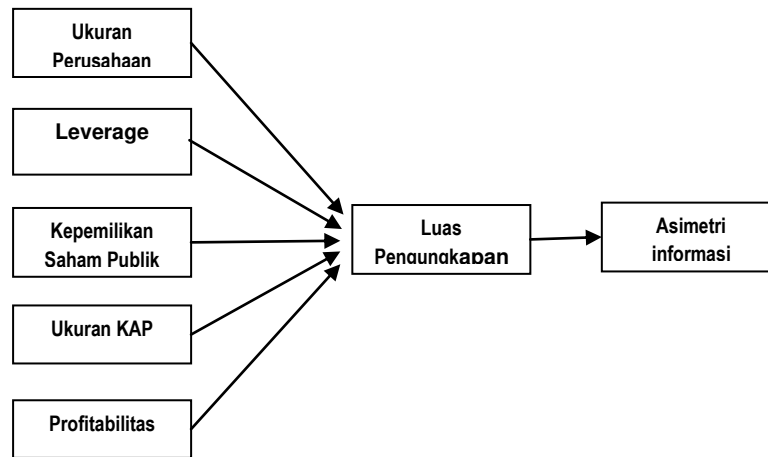 Ukuran
Perusahaan
Leverage
Kepemilikan
Saham Publik
Ukuran KAP
Profitabilitas
Luas
Pengungkapan
Asimetri
informasi